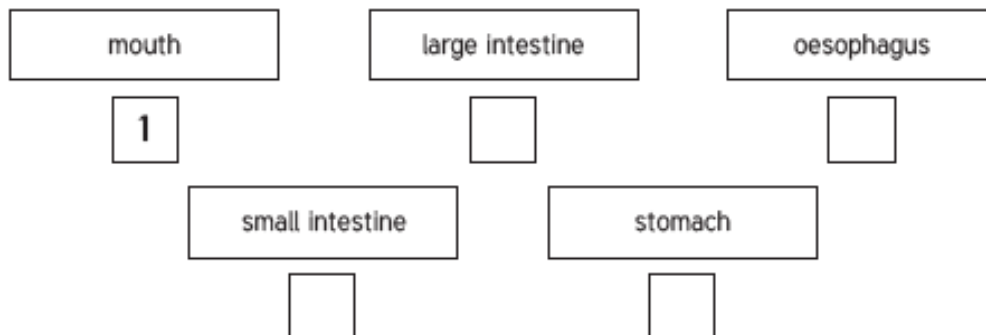 mouth large intestine oesophagus
1
small intestine stomach